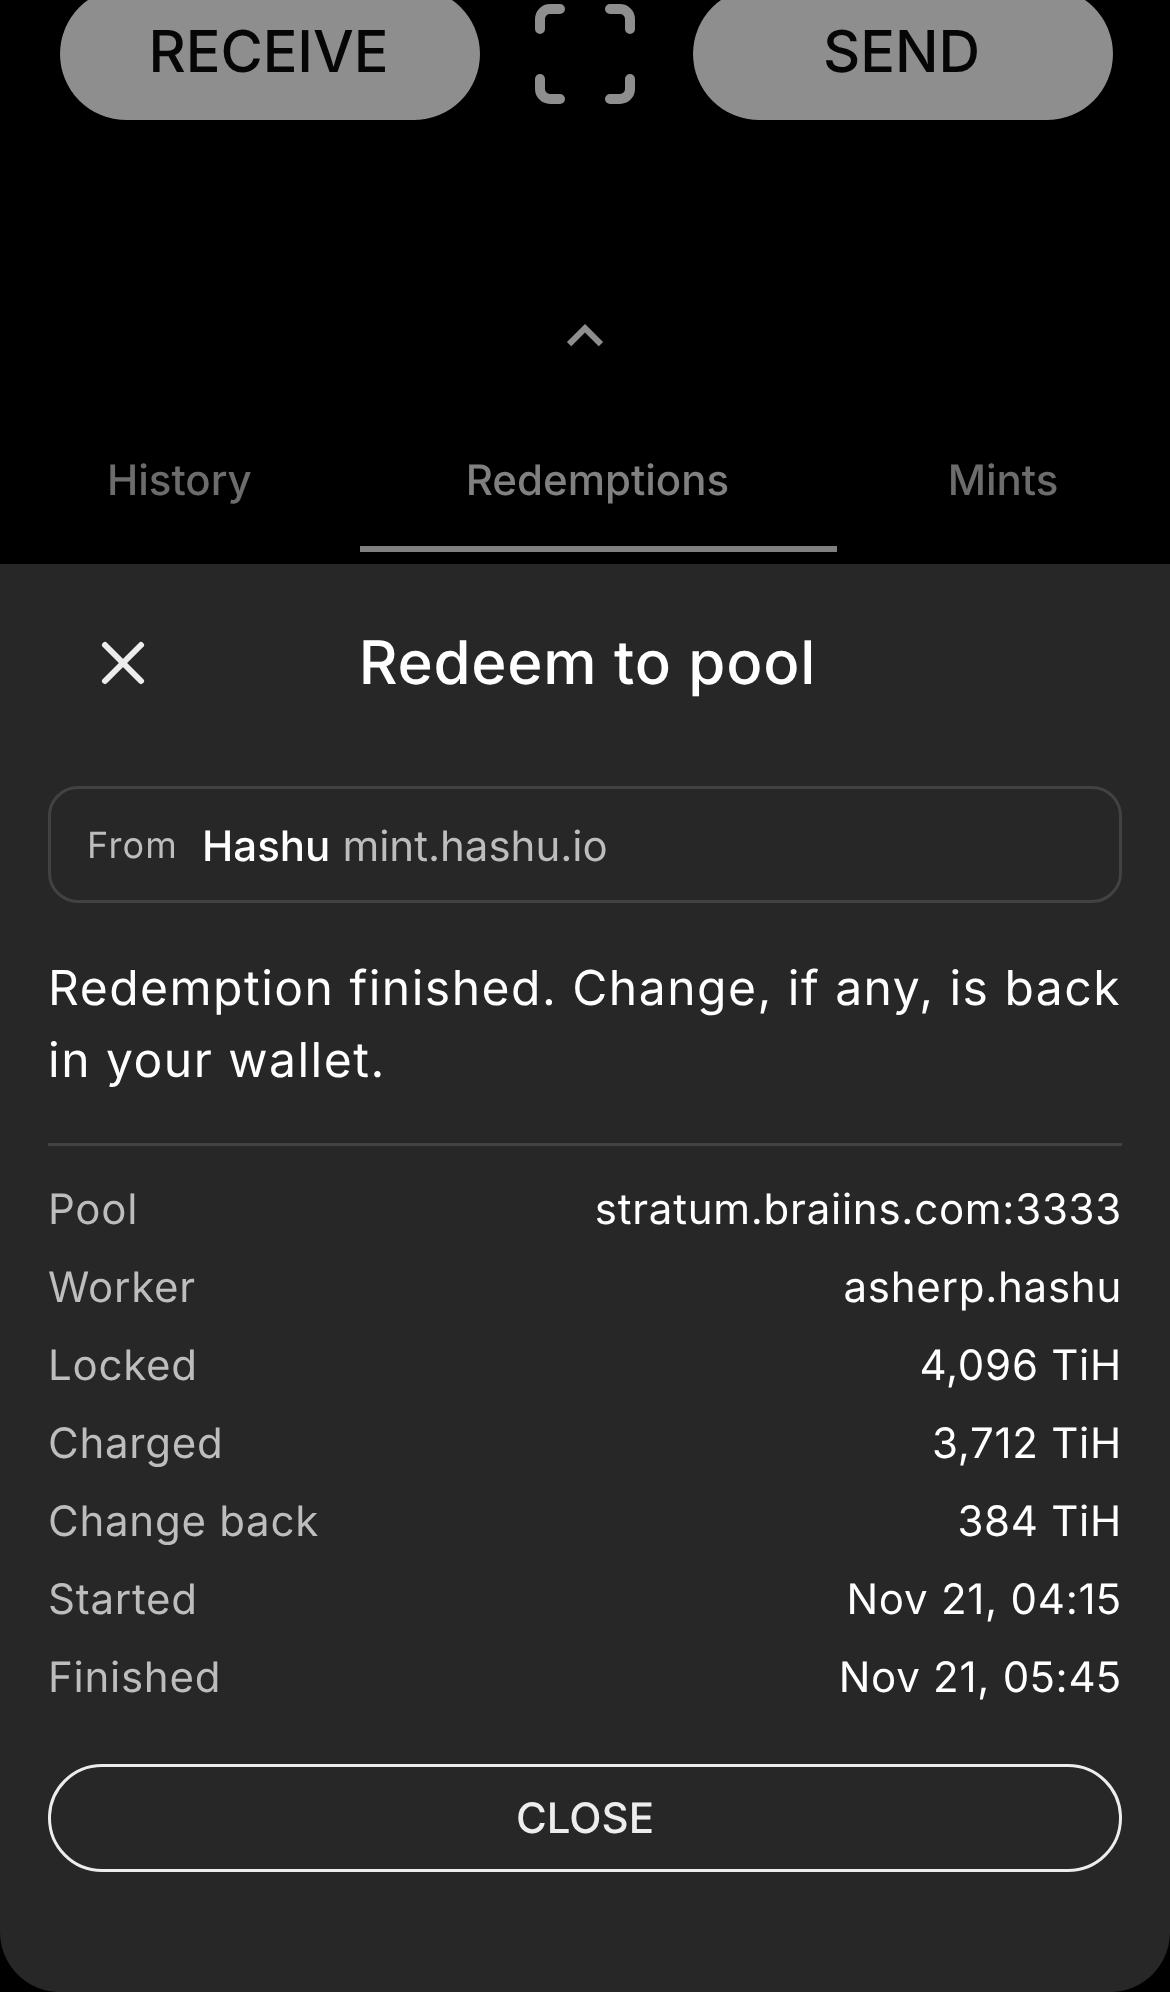 RECEIVE SEND
History Redemptions Mints
Redeem to pool
From Hashu mint.hashu.io
Redemption finished. Change, if any, is back
in your wallet.
Pool stratum.braiins.com:3333
Worker asherp.hashu
Locked 4,096 TiH
Charged 3,712 TiH
Change back 384 TiH
Started Nov 21, 04:15
Finished Nov 21, 05:45
CLOSE